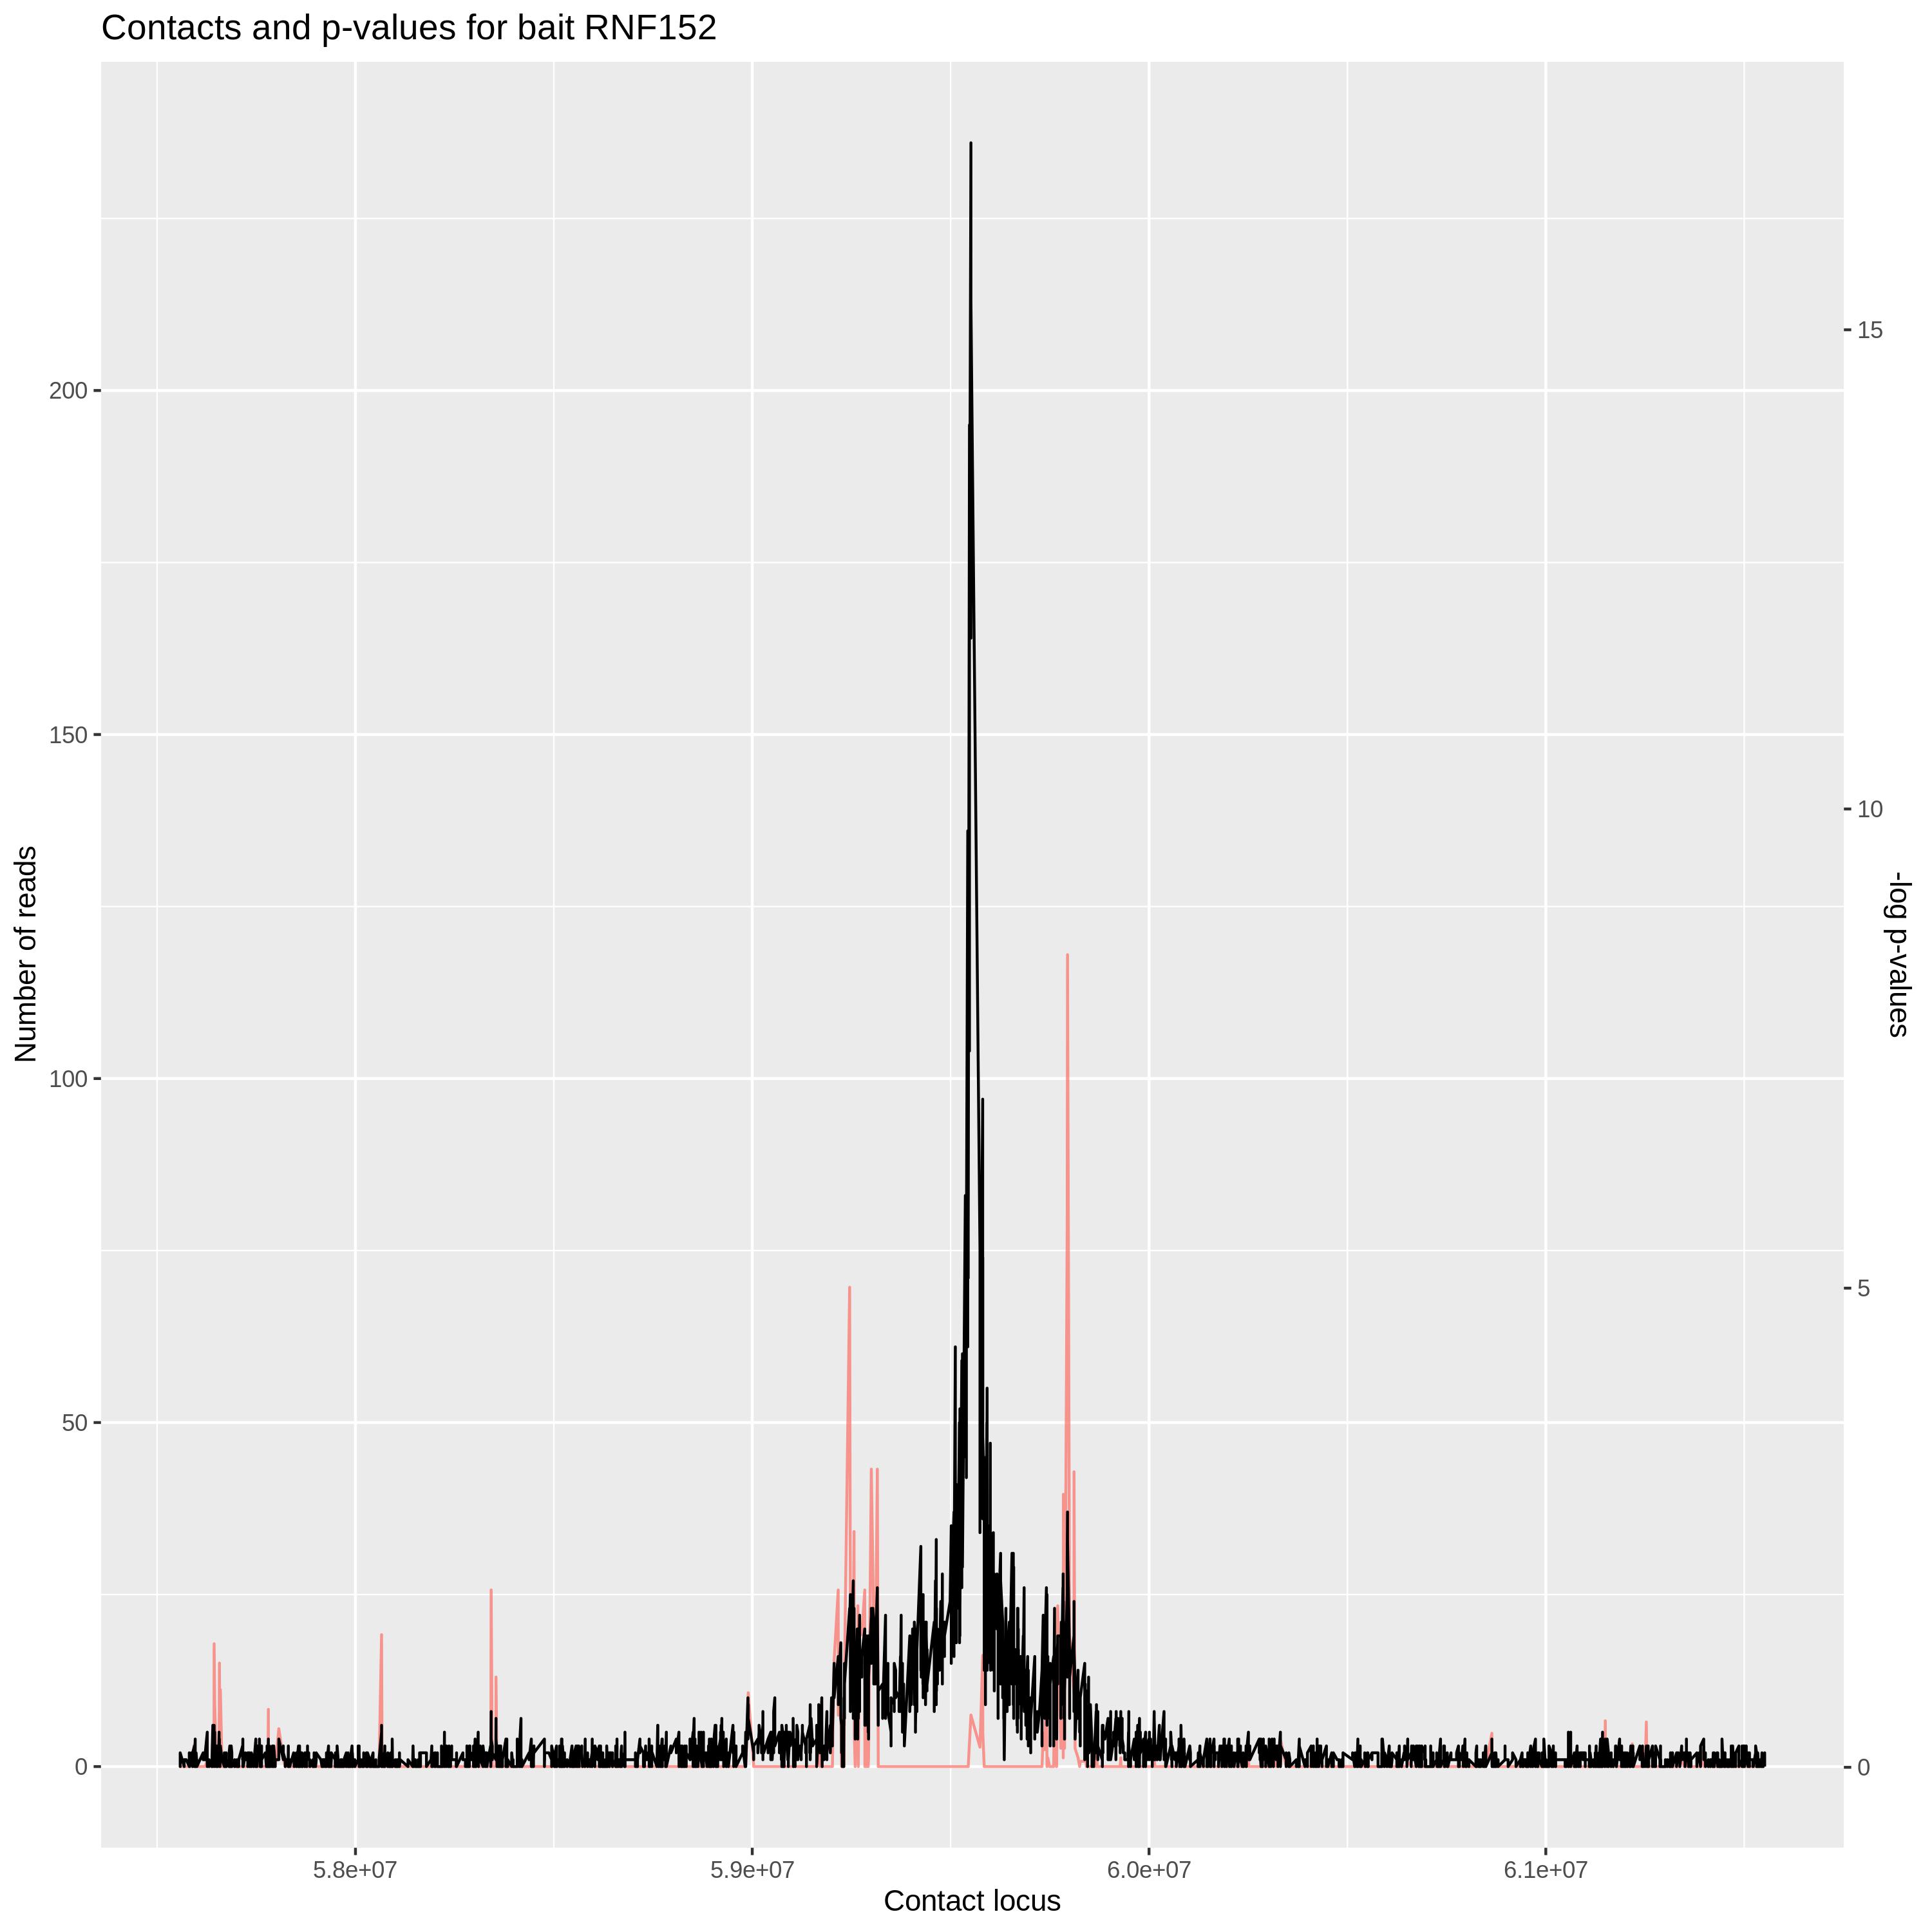 Contacts and p-values for bait RNF152
Number of reads
200
150
100
50
0
15
10
5
0
-log p-values
5.8e+07
5.9e+07
6.0e+07
6.1e+07
Contact locus